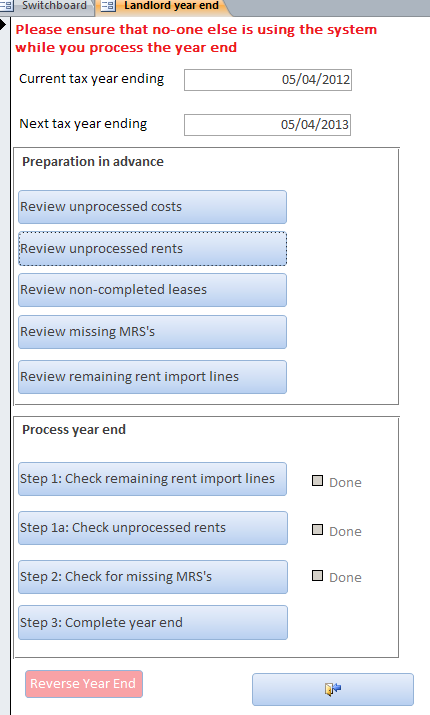 Switchboard
Landlord year end
Please ensure that no-one else is using the system
while you process the year end
Current tax year ending
05/04/2012
Next tax year ending
05/04/2013
Preparation in advance
Review unprocessed costs
Review unprocessed rents
Review non-completed leases
Review missing MRS's
Review remaining rent import lines
Process year end
Step 1: Check remaining rent import lines
Done
Step 1a: Check unprocessed rents
Done
Step 2: Check for missing MRS's
Done
Step 3: Complete year end
Reverse Year End